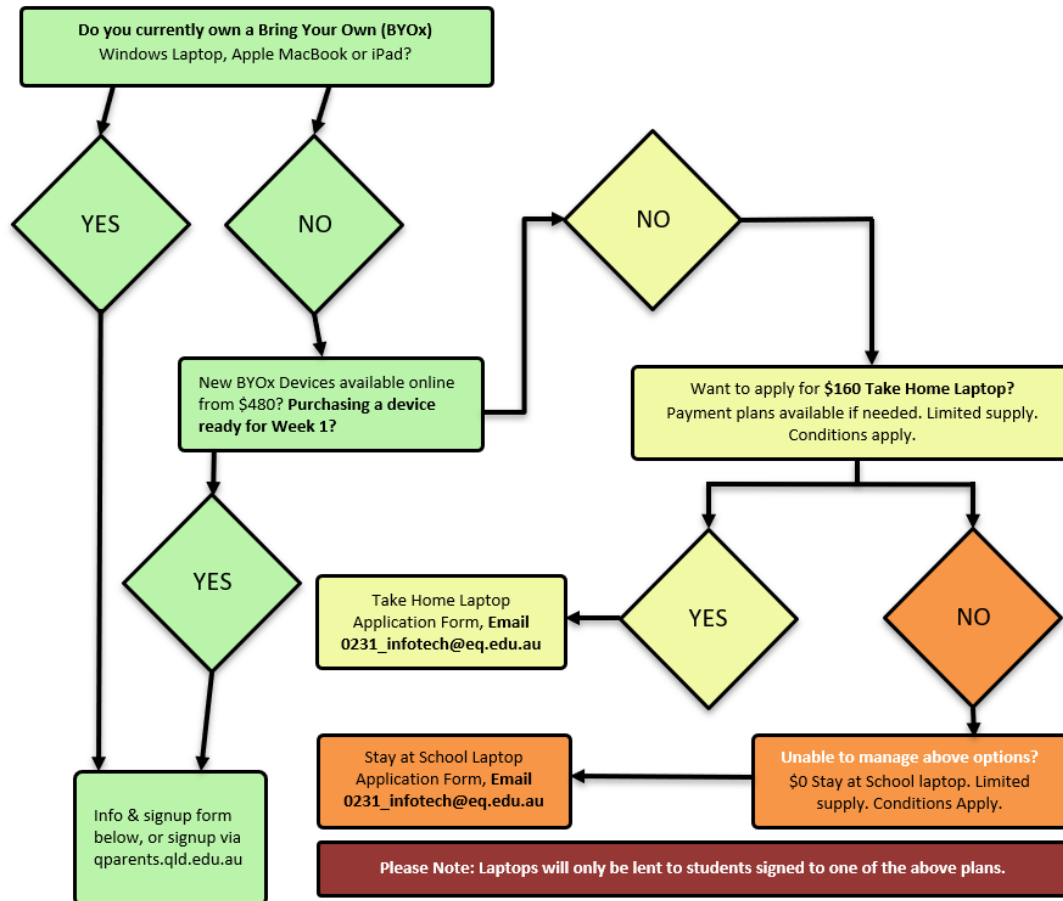 Do you currently own a Bring Your Own (BYOx)
Windows Laptop, Apple MacBook or iPad?
YES
NO
NO
New BYOx Devices available online
from $480? Purchasing a device
ready for Week 1?
Want to apply for $160 Take Home Laptop?
Payment plans available if needed. Limited supply.
Conditions apply.
YES
Take Home Laptop
Application Form, Email
0231_infotech@eq.edu.au
YES
NO
Stay at School Laptop
Application Form, Email
0231_infotech@eq.edu.au
Unable to manage above options?
$0 Stay at School laptop. Limited
supply. Conditions Apply.
Info & signup form
below, or signup via
qparents.qld.edu.au
Please Note: Laptops will only be lent to students signed to one of the above plans.